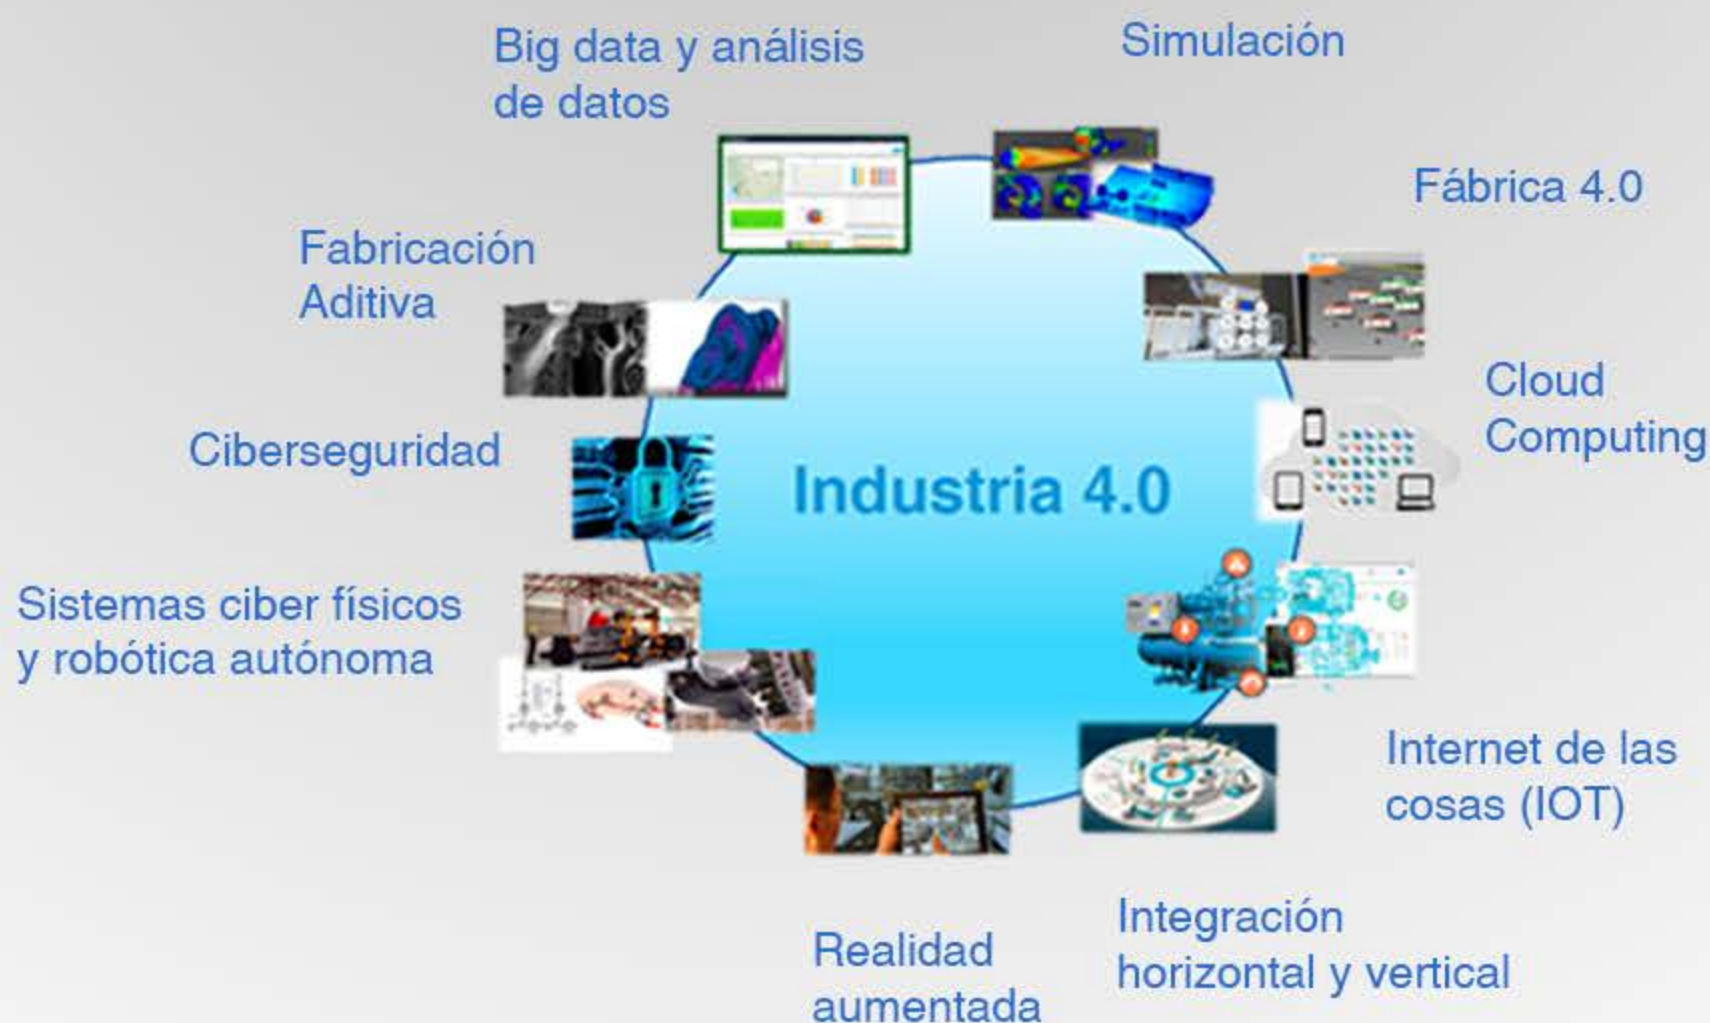 Big data y análisis
de datos
Simulación
Fábrica 4.0
Fabricación
Aditiva
Cloud
Computing
Ciberseguridad
Industria 4.0
Sistemas ciber físicos
y robótica autónoma
Internet de las
cosas (IOT)
Integración
horizontal y vertical
Realidad
aumentada